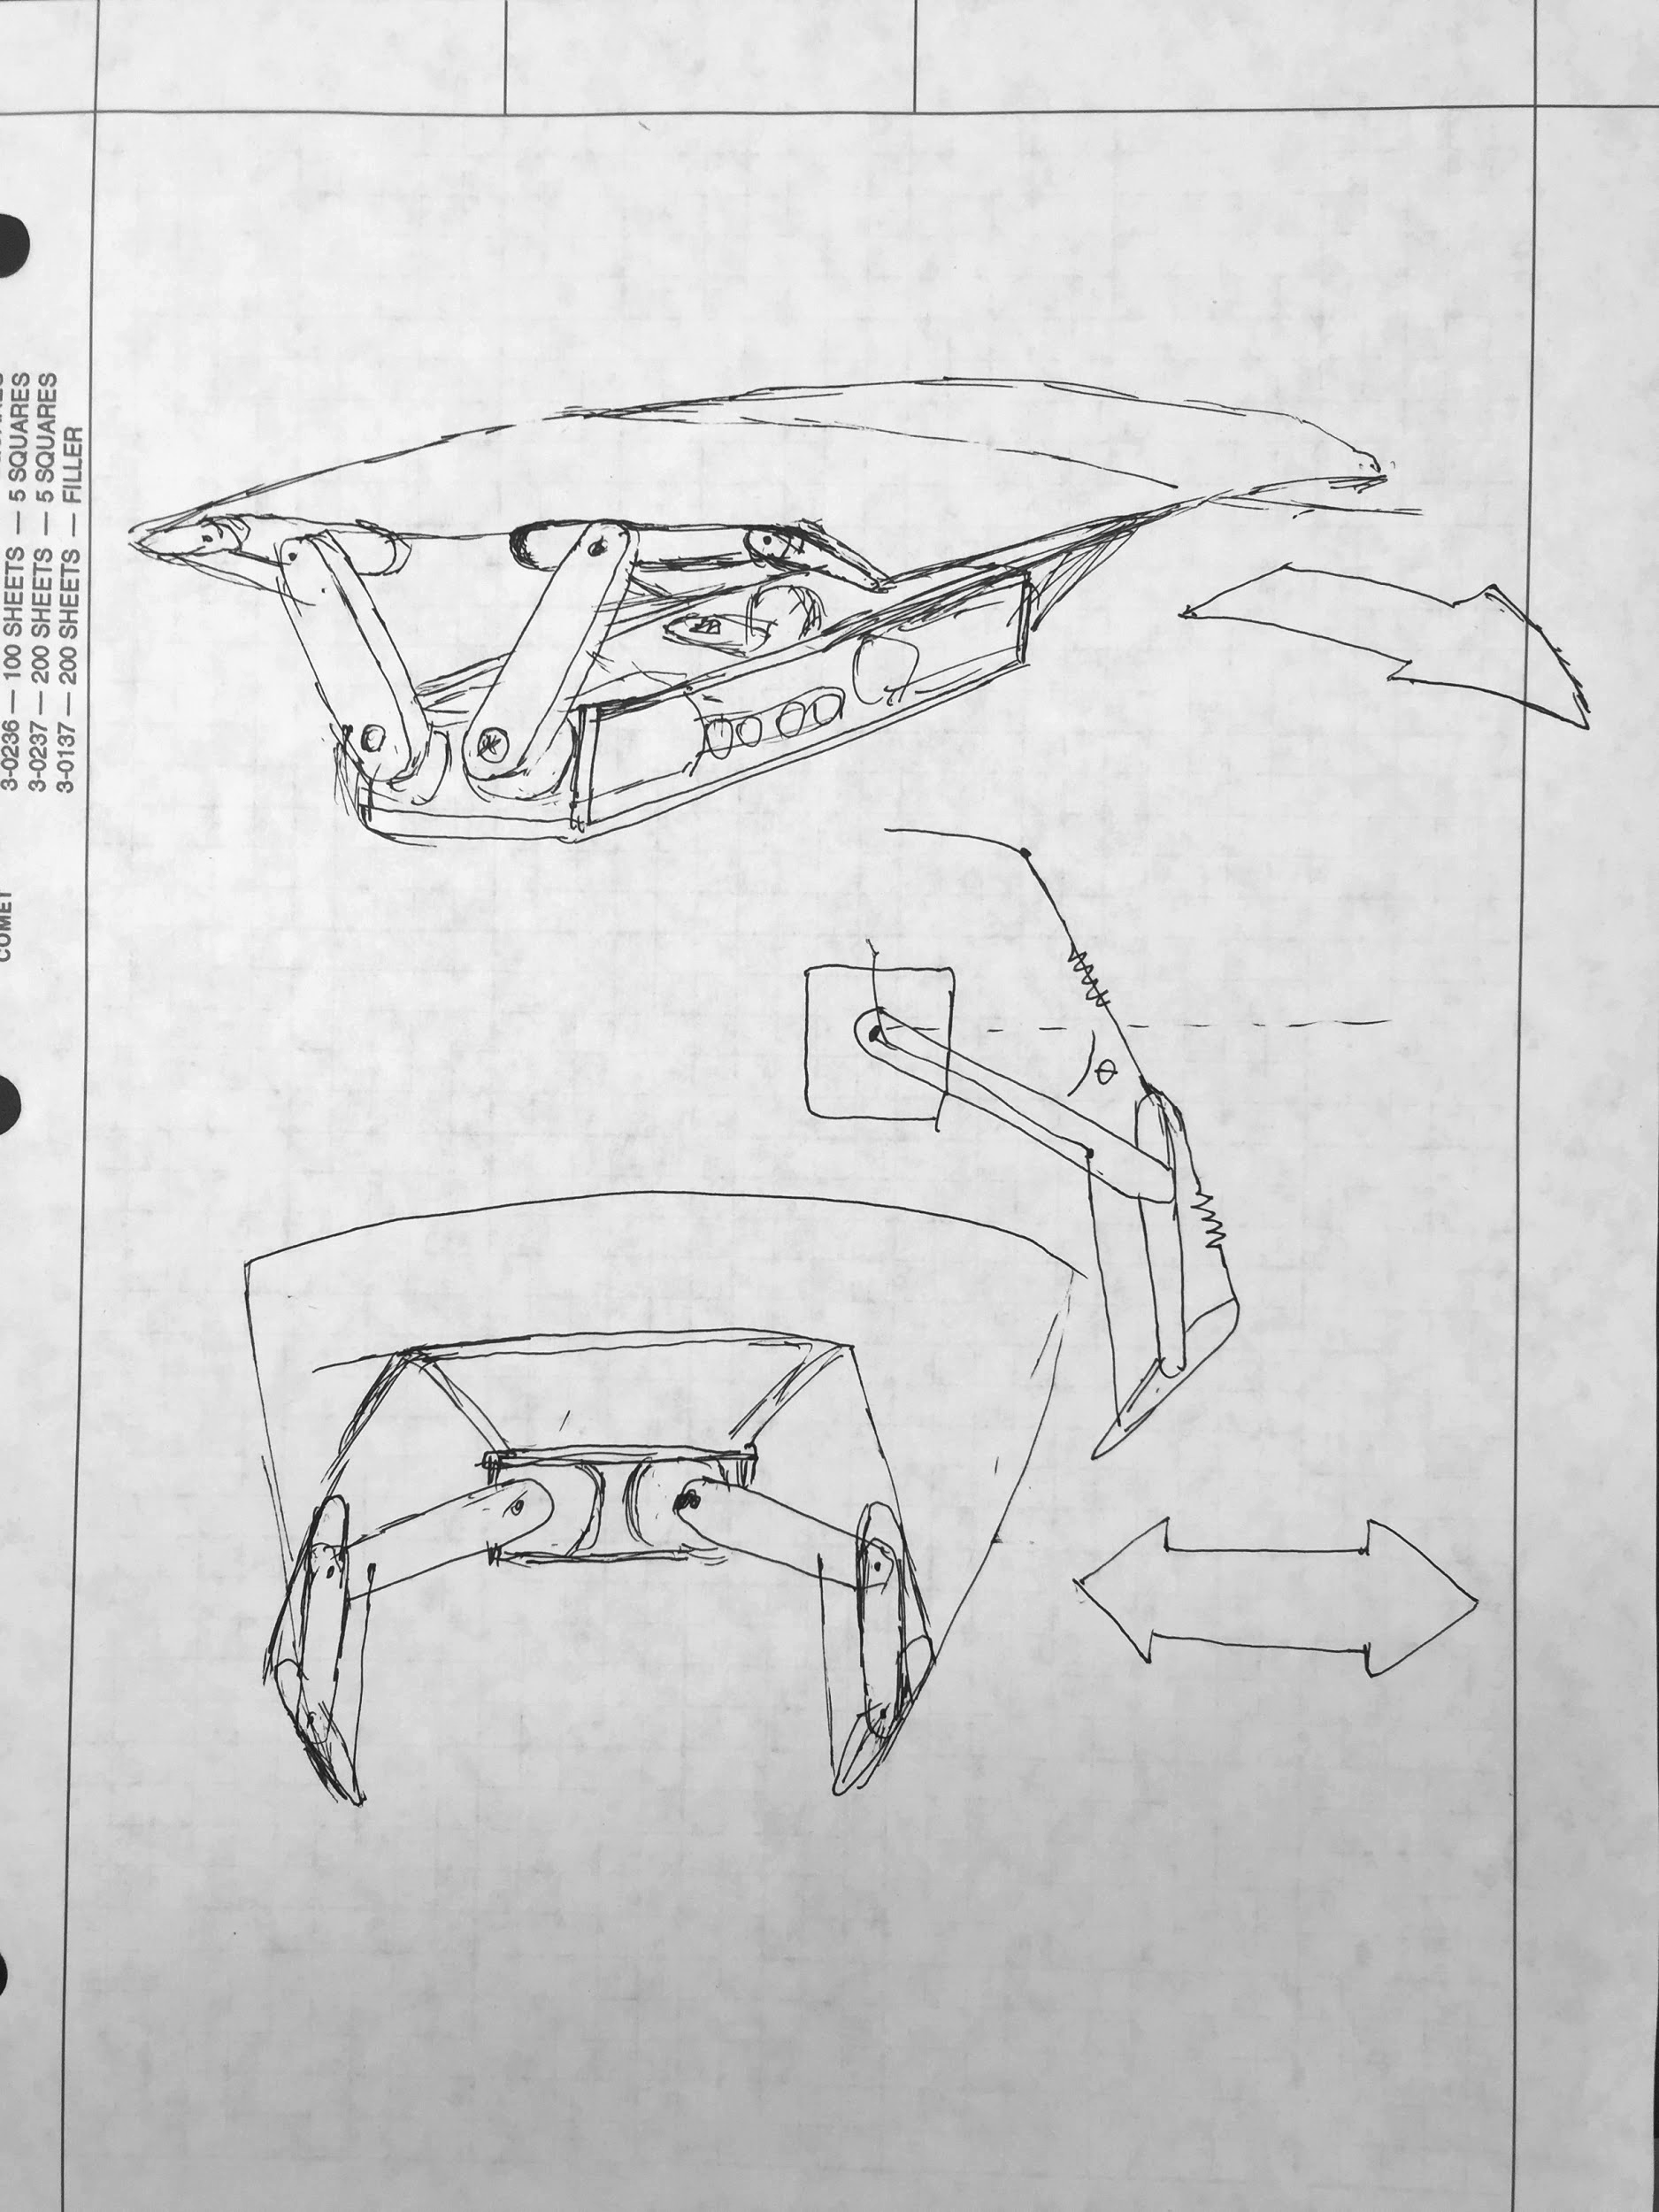 3-0236 — 100 SHEETS — 5 SQUARES
3-0237 — 200 SHEETS — 5 SQUARES
3-0137 — 200 SHEETS — FILLER
COMET
θ